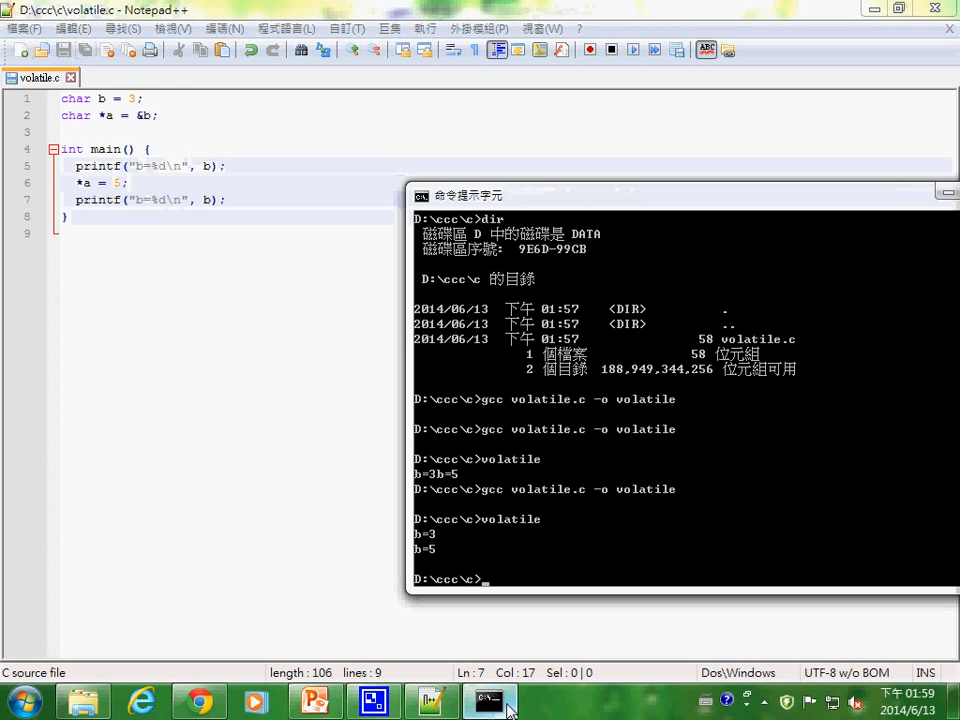 D:\ccc\c\volatile.c - Notepad++
檔案(F) 編輯(E) 尋找(S) 檢視(V) 編碼(N) 程式語言(L) 設定(T) 巨集 執行 外掛模組(P) 視窗(W) ? X
ABC
volatile.c
1 char b = 3;
2 char *a = &b;
3
4 int main() {
5 printf("b=%d\n", b);
6 *a = 5;
7 printf("b=%d\n", b);
8 }
9
命令提示字元
D:\ccc\c>dir
磁碟區 D 中的磁碟是 DATA
磁碟區序號: 9E6D-99CB
D:\ccc\c 的目錄
2014/06/13 下午 01:57 <DIR> .
2014/06/13 下午 01:57 <DIR> ..
2014/06/13 下午 01:57 58 volatile.c
1 個檔案 58 位元組
2 個目錄 188,949,344,256 位元組可用
D:\ccc\c>gcc volatile.c -o volatile
D:\ccc\c>gcc volatile.c -o volatile
D:\ccc\c>volatile
b=3b=5
D:\ccc\c>gcc volatile.c -o volatile
D:\ccc\c>volatile
b=3
b=5
D:\ccc\c>_
C source file length : 106 lines : 9 Ln : 7 Col : 17 Sel : 0 | 0 Dos\Windows UTF-8 w/o BOM INS
下午 01:59
2014/6/13